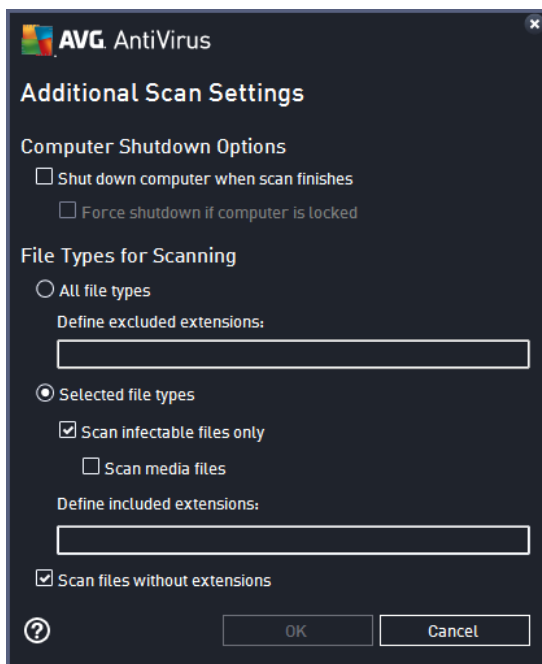 AVG. AntiVirus
Additional Scan Settings
Computer Shutdown Options
Shut down computer when scan finishes
Force shutdown if computer is locked
File Types for Scanning
All file types
Define excluded extensions:
Selected file types
Scan infectable files only
Scan media files
Define included extensions:
Scan files without extensions
OK Cancel